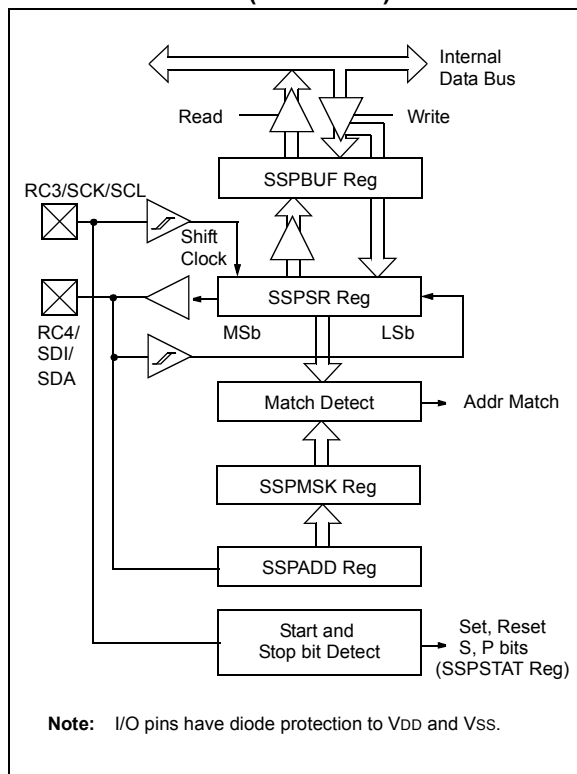 Internal
Data Bus
Read
Write
SSPBUF Reg
RC3/SCK/SCL
Shift
Clock
SSPSR Reg
MSb
LSb
RC4/
SDI/
SDA
Match Detect
Addr Match
SSPMSK Reg
SSPADD Reg
Start and
Stop bit Detect
Set, Reset
S, P bits
(SSPSTAT Reg)
Note: I/O pins have diode protection to VDD and VSS.